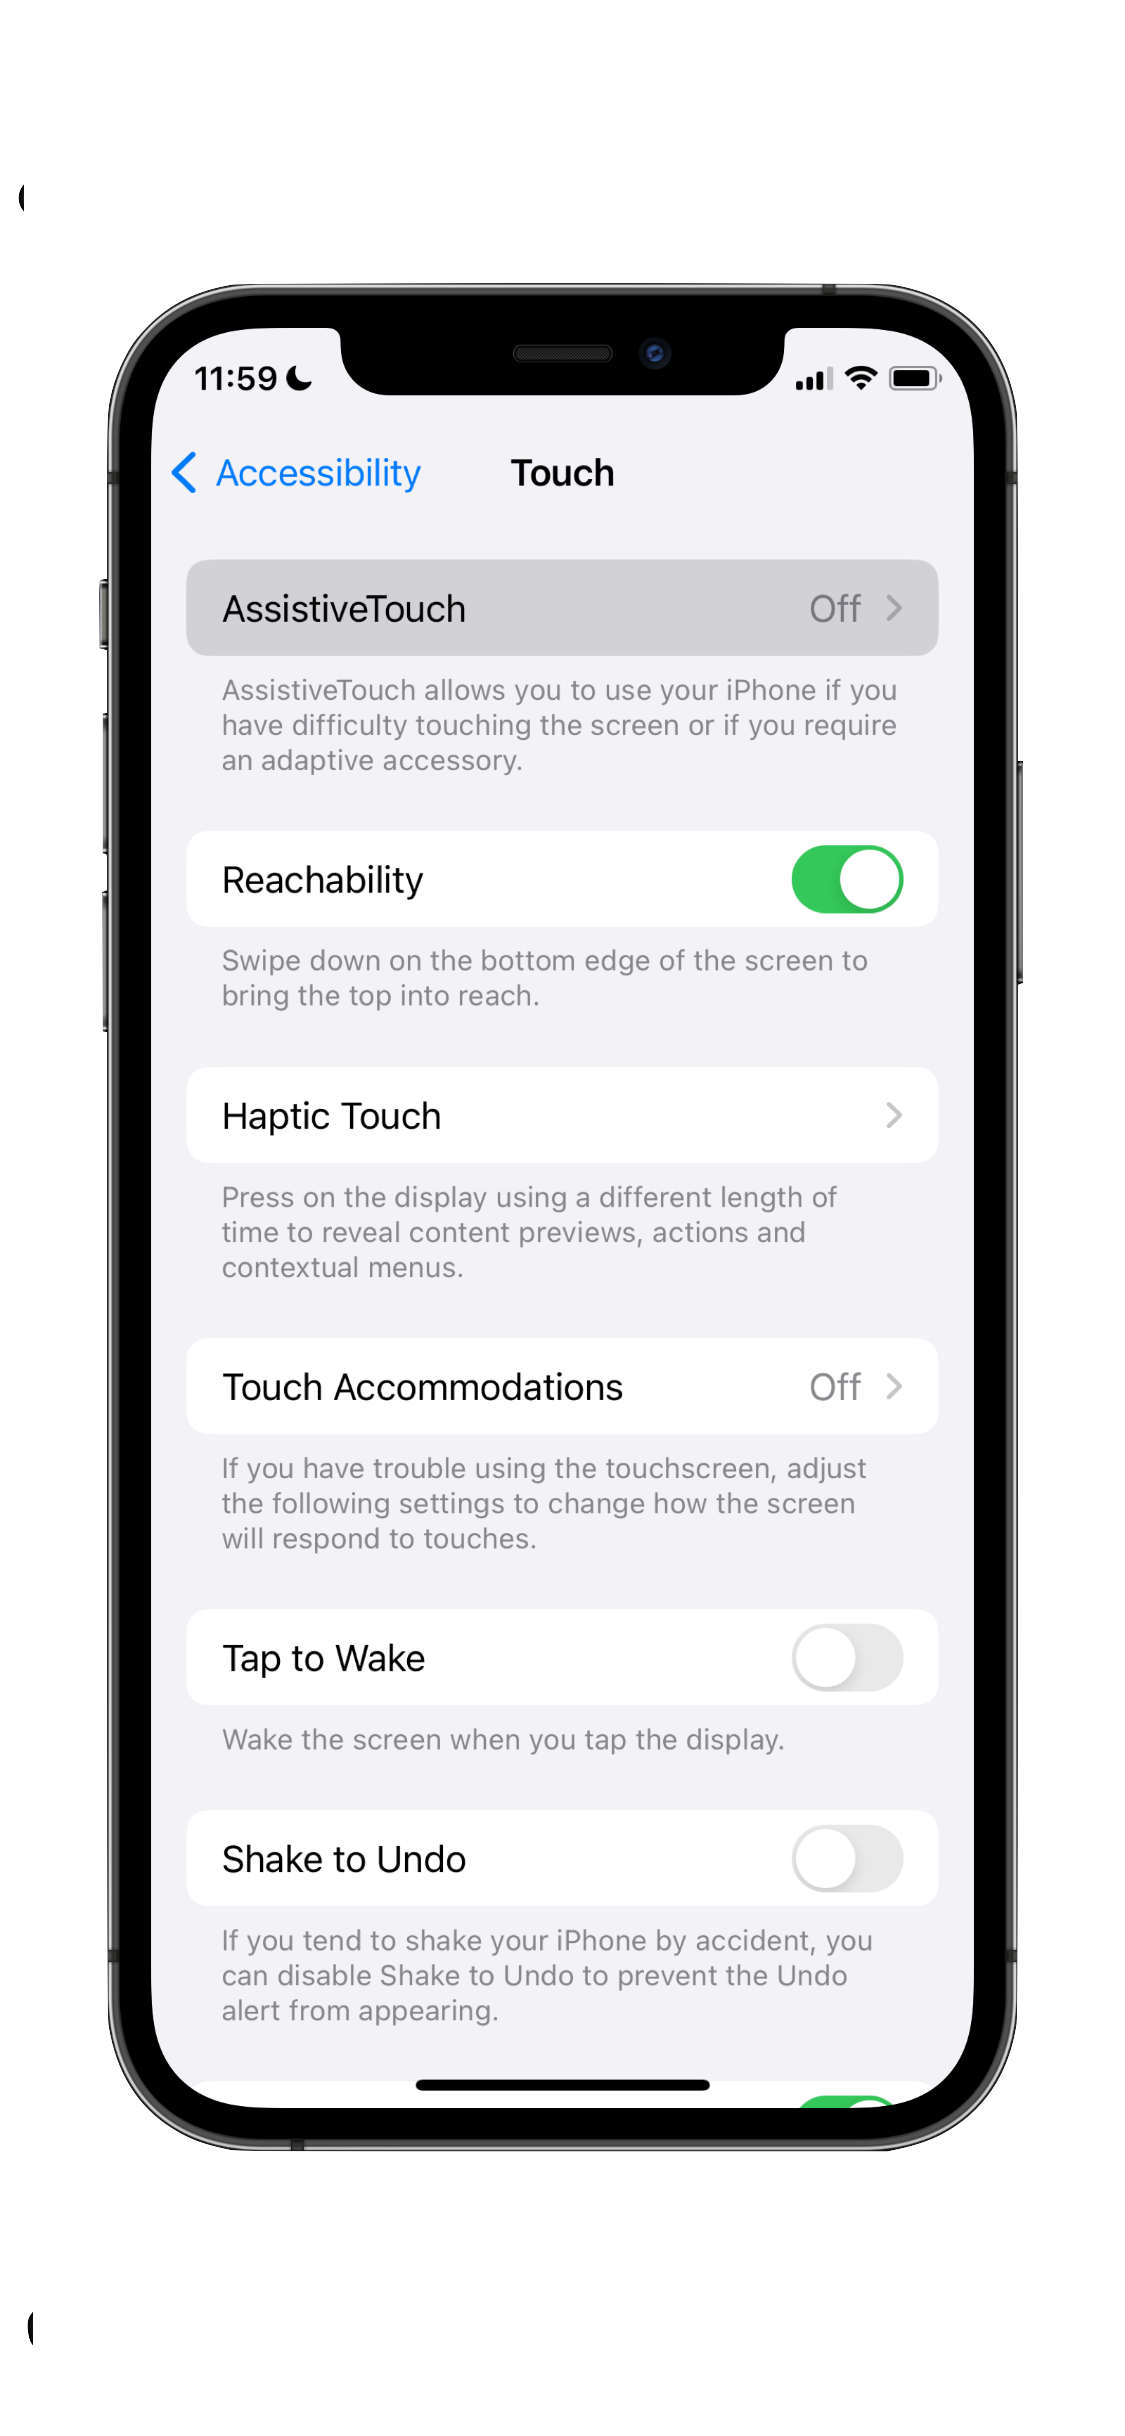 11:59
Accessibility
Touch
AssistiveTouch Off
AssistiveTouch allows you to use your iPhone if you
have difficulty touching the screen or if you require
an adaptive accessory.
Reachability
Swipe down on the bottom edge of the screen to
bring the top into reach.
Haptic Touch
Press on the display using a different length of
time to reveal content previews, actions and
contextual menus.
Touch Accommodations Off
If you have trouble using the touchscreen, adjust
the following settings to change how the screen
will respond to touches.
Tap to Wake
Wake the screen when you tap the display.
Shake to Undo
If you tend to shake your iPhone by accident, you
can disable Shake to Undo to prevent the Undo
alert from appearing.